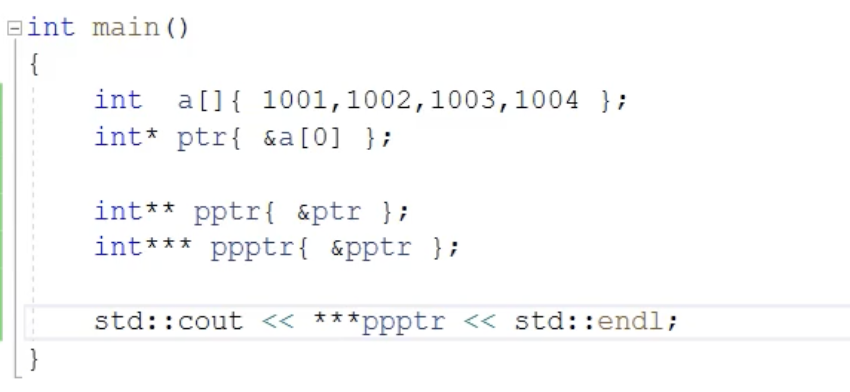 int main()
{
int  a[]{ 1001,1002,1003,1004 };
int* ptr{ &a[0] };
int** pptr{ &ptr };
int*** ppptr{ &pptr };
std::cout << ***ppptr << std::endl;
}